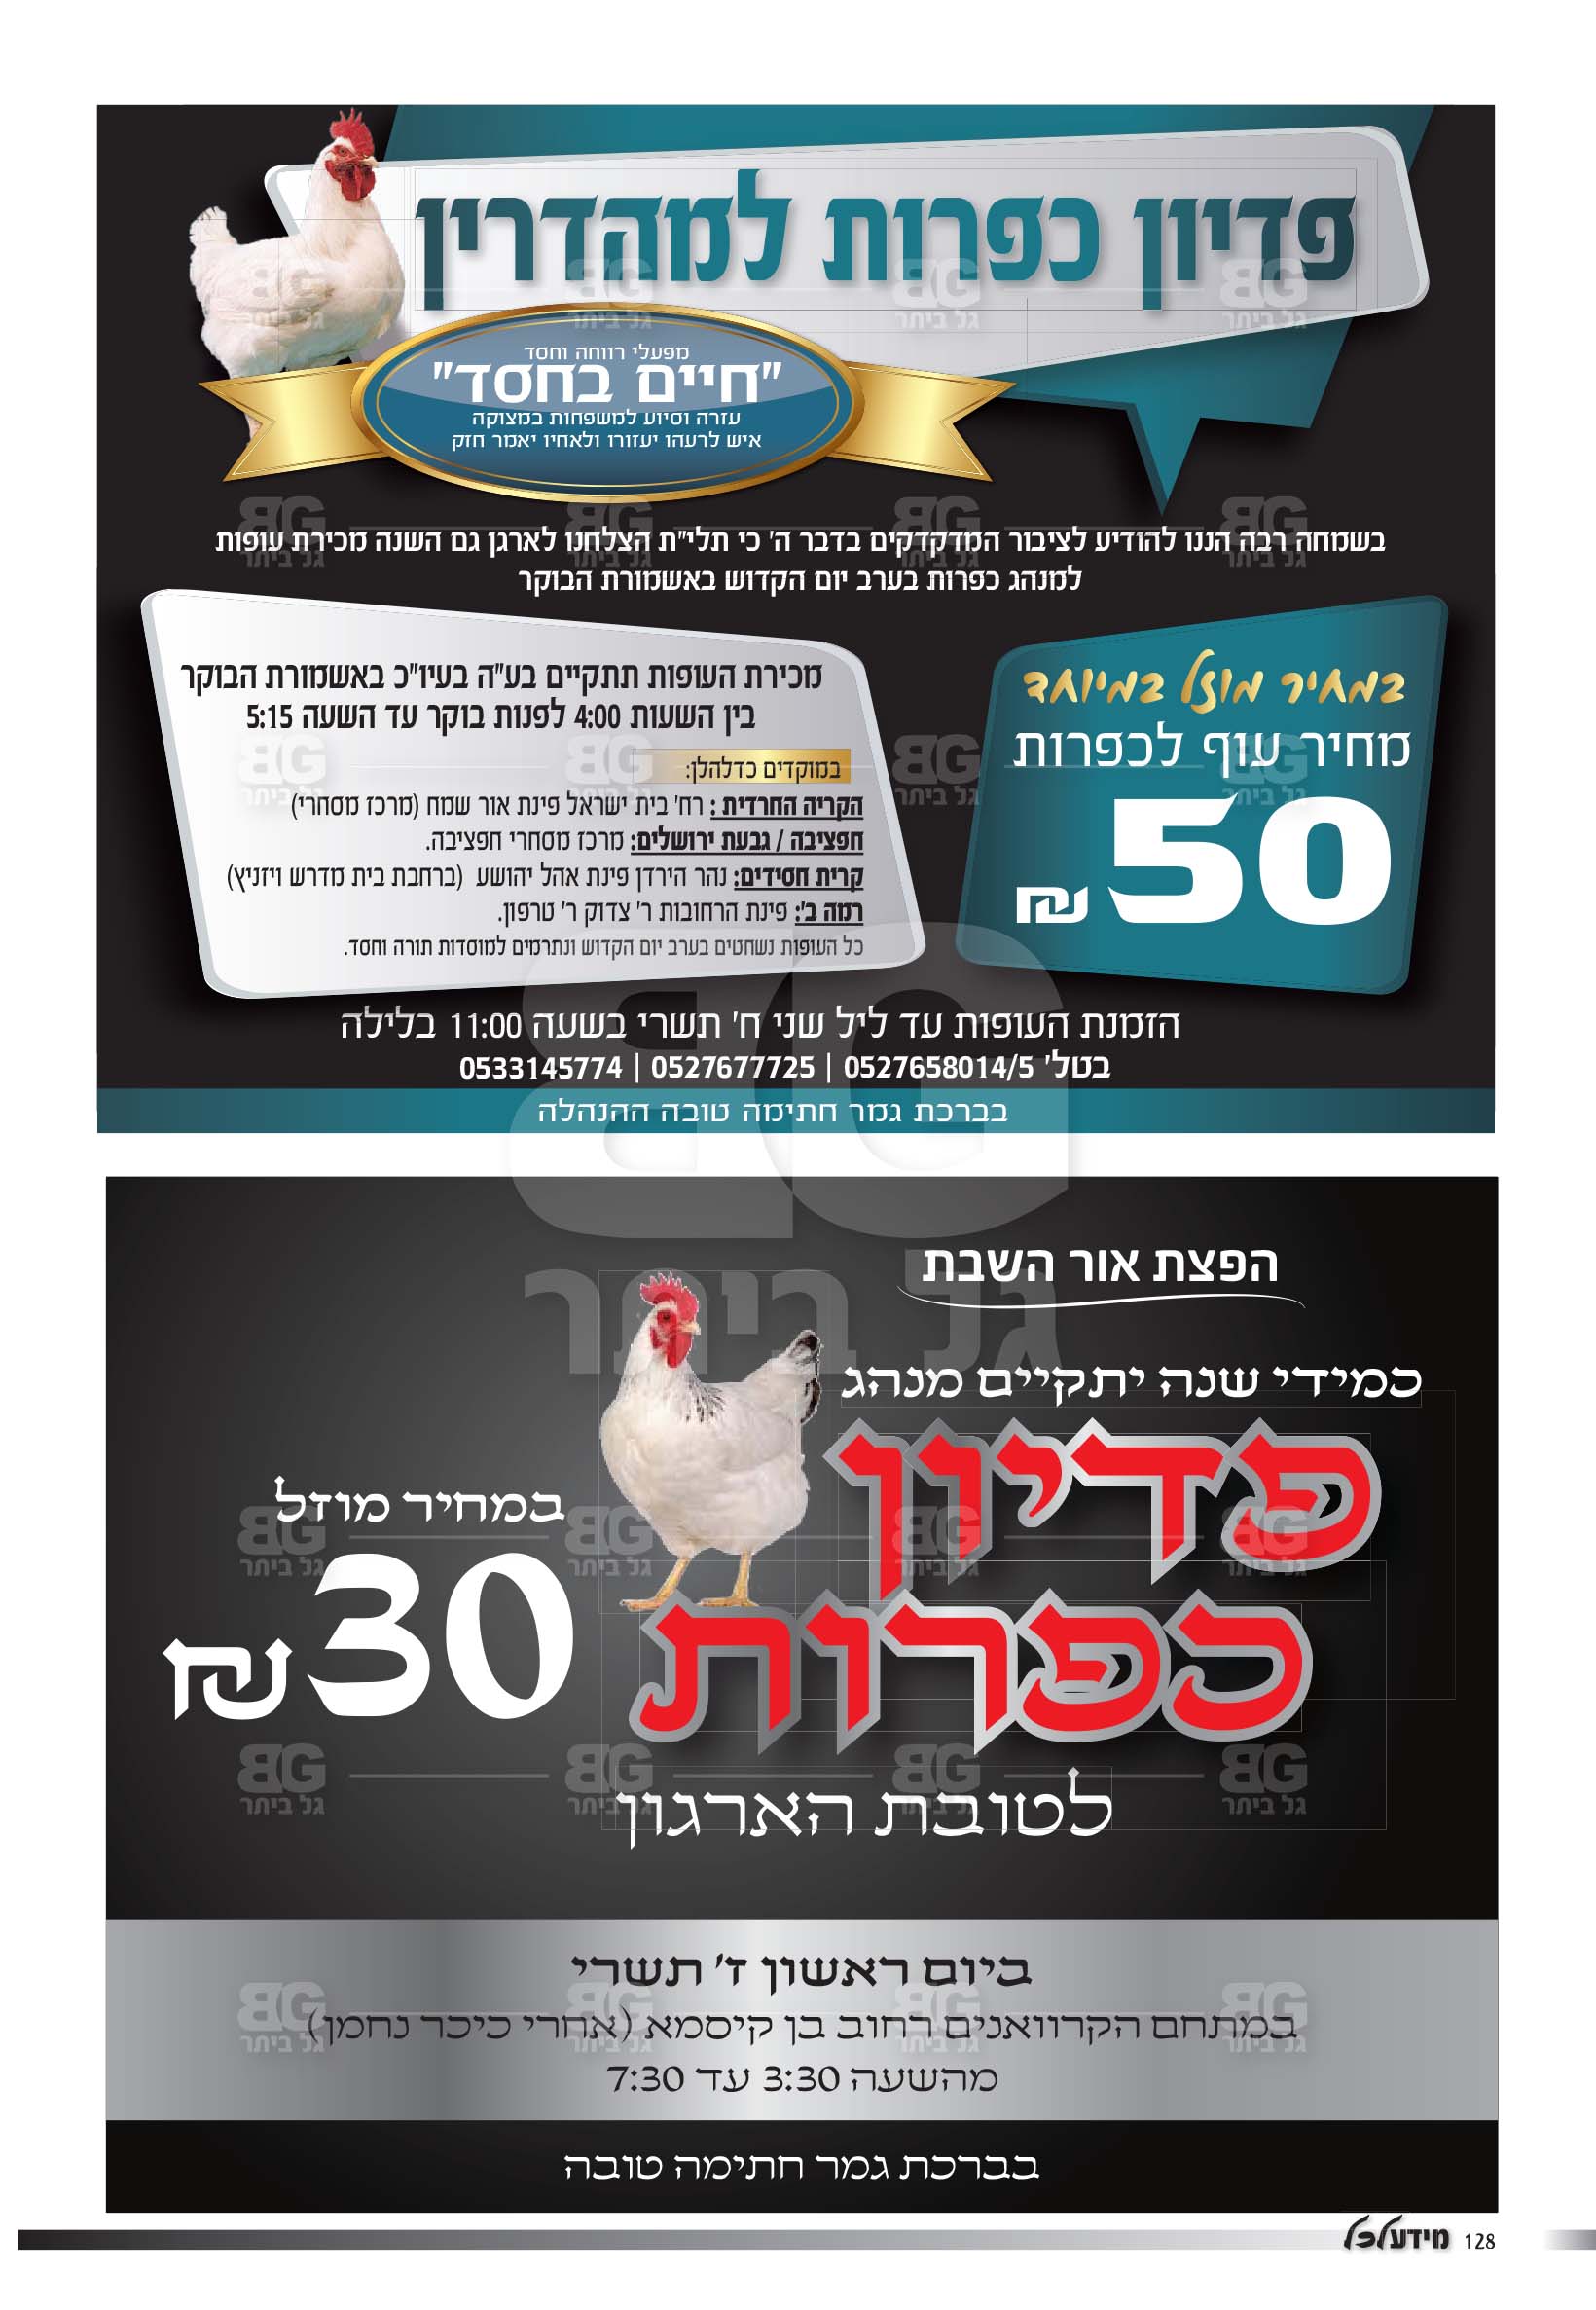 פדיון כפרות למהדרין
מפעלי רווחה וחסד
"חיים בחסד"
עזרה וסיוע למשפחות במצוקה
איש לרעהו יעזורו ולאחיו יאמר חזק
בשמחה רבה הננו להודיע לציבור המדקדקים בדבר ה' כי תלי"ת הצלחנו לארגן גם השנה מכירת עופות
למנהג כפרות בערב יום הקדוש באשמורת הבוקר
במחיר מוזל במיוחד
מחיר עוף לכפרות
50 ₪
מכירת העופות תתקיים בע"ה בעיו"כ באשמורת הבוקר
בין השעות 4:00 לפנות בוקר עד השעה 5:15
במוקדים כדלהלן:
הקריה החרדית : רח' בית ישראל פינת אור שמח (מרכז מסחרי)
חפציבה / גבעת ירושלים: מרכז מסחרי חפציבה.
קרית חסידים: נהר הירדן פינת אהל יהושע (ברחבת בית מדרש ויזניץ)
רמה ב': פינת הרחובות ר' צדוק ר' טרפון.
כל העופות נשחטים בערב יום הקדוש ונתרמים למוסדות תורה וחסד.
הזמנת העופות עד ליל שני ח' תשרי בשעה 11:00 בלילה
בטל' 0527658014/5 | 0527677725 | 0533145774
בברכת גמר חתימה טובה ההנהלה
הפצת אור השבת
כמידי שנה יתקיים מנהג
פדיון
כפרות
במחיר מוזל
30 ₪
לטובת הארגון
ביום ראשון ז' תשרי
במתחם הקרוואנים רחוב בן קיסמא (אחרי כיכר נחמן)
מהשעה 3:30 עד 7:30
בברכת גמר חתימה טובה
128 מידע לכל
BG
גל ביתר